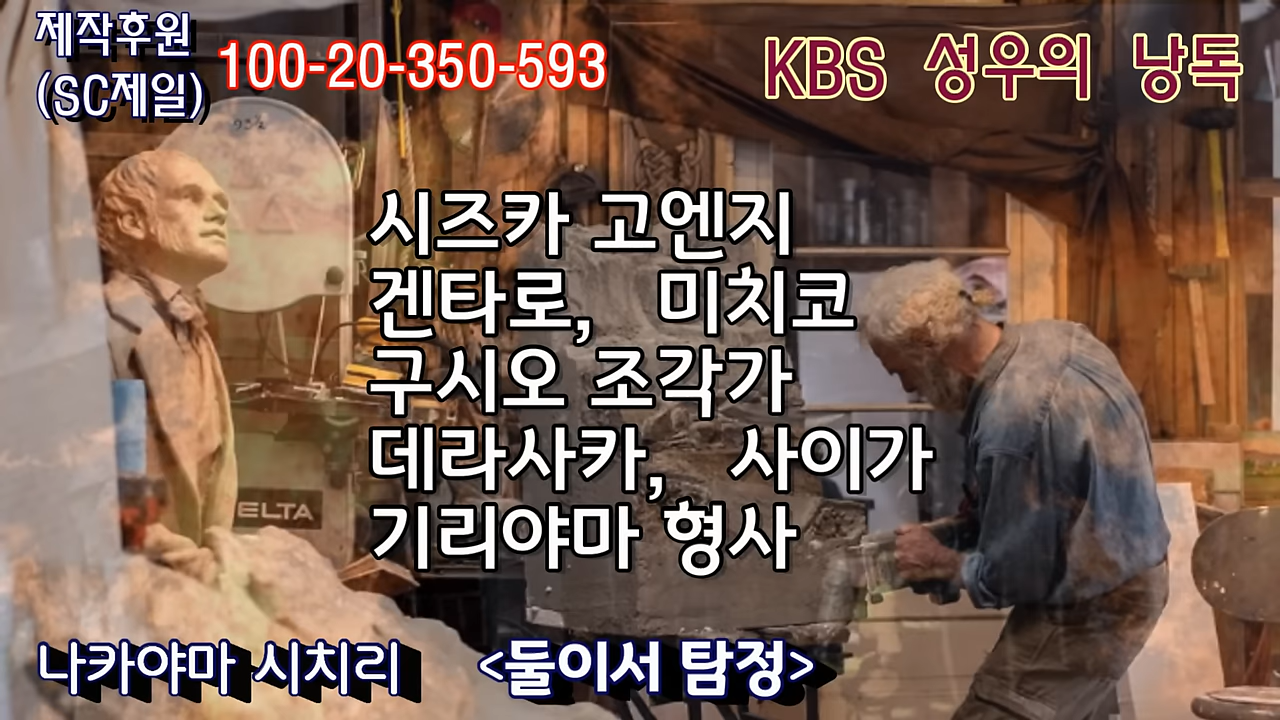 제작후원
(SC제일)
100-20-350-593
KBS 성우의 낭독
시즈카 고엔지
겐타로, 미치코
구시오 조각가
데라사카, 사이가
기리야마 형사
ELTA
나카야마 시치리 <둘이서 탐정>